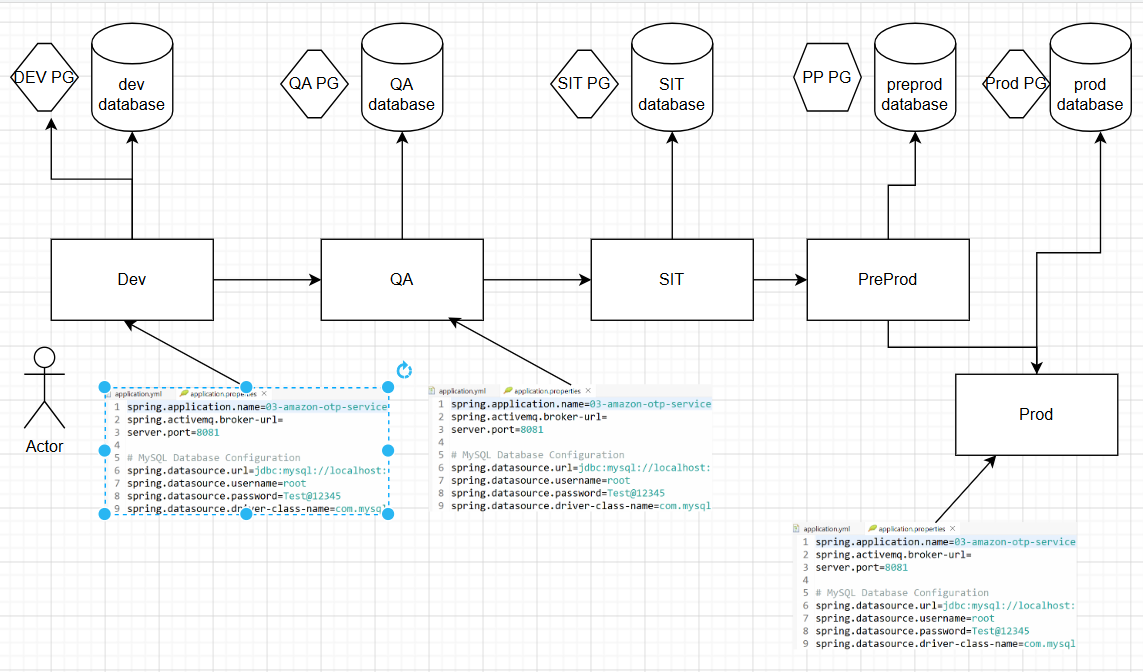 DEV PG
dev
database
QA PG
QA
database
SIT PG
SIT
database
PP PG
preprod
database
Prod PG
prod
database
Dev
QA
SIT
PreProd
Prod
Actor
application.yml application.properties ×
1 spring.application.name=03-amazon-otp-service
2 spring.activemq.broker-url=
3 server.port=8081
4
5 # MySQL Database Configuration
6 spring.datasource.url=jdbc:mysql://localhost:
7 spring.datasource.username=root
8 spring.datasource.password=Test@12345
9 spring.datasource.driver-class-name=com.mysql
application.yml application.properties ×
1 spring.application.name=03-amazon-otp-service
2 spring.activemq.broker-url=
3 server.port=8081
4
5 # MySQL Database Configuration
6 spring.datasource.url=jdbc:mysql://localhost:
7 spring.datasource.username=root
8 spring.datasource.password=Test@12345
9 spring.datasource.driver-class-name=com.mysql
application.yml application.properties ×
1 spring.application.name=03-amazon-otp-service
2 spring.activemq.broker-url=
3 server.port=8081
4
5 # MySQL Database Configuration
6 spring.datasource.url=jdbc:mysql://localhost:
7 spring.datasource.username=root
8 spring.datasource.password=Test@12345
9 spring.datasource.driver-class-name=com.mysql